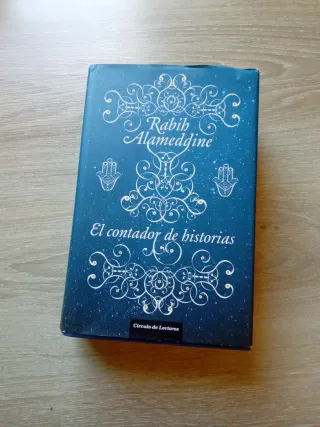 Rabih
Alameddine
El contador de historias
Círculo de Lectores